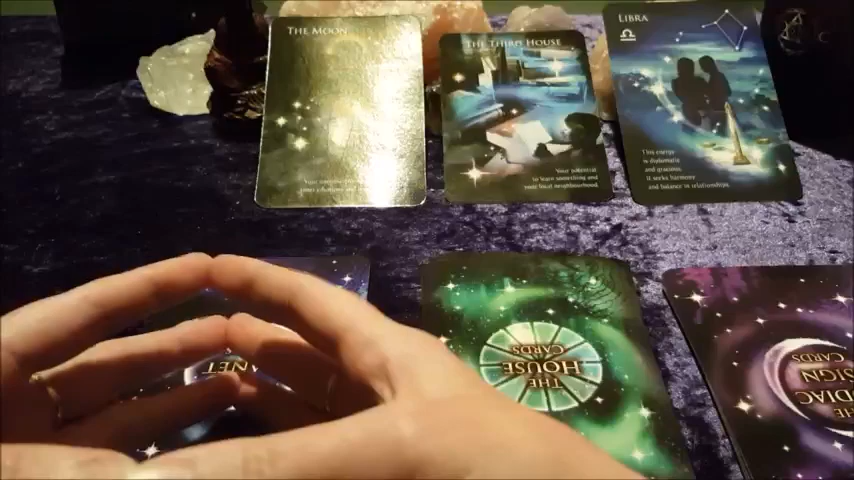 THE MOON
THE THIRD HOUSE
LIBRA
Your potential
to learn something and
your local neighbourhood.
This energy
is diplomatic
and gracious.
It seeks harmony
and balance in relationships.
THE
HOUSE
CARDS
SIGN
CARDS